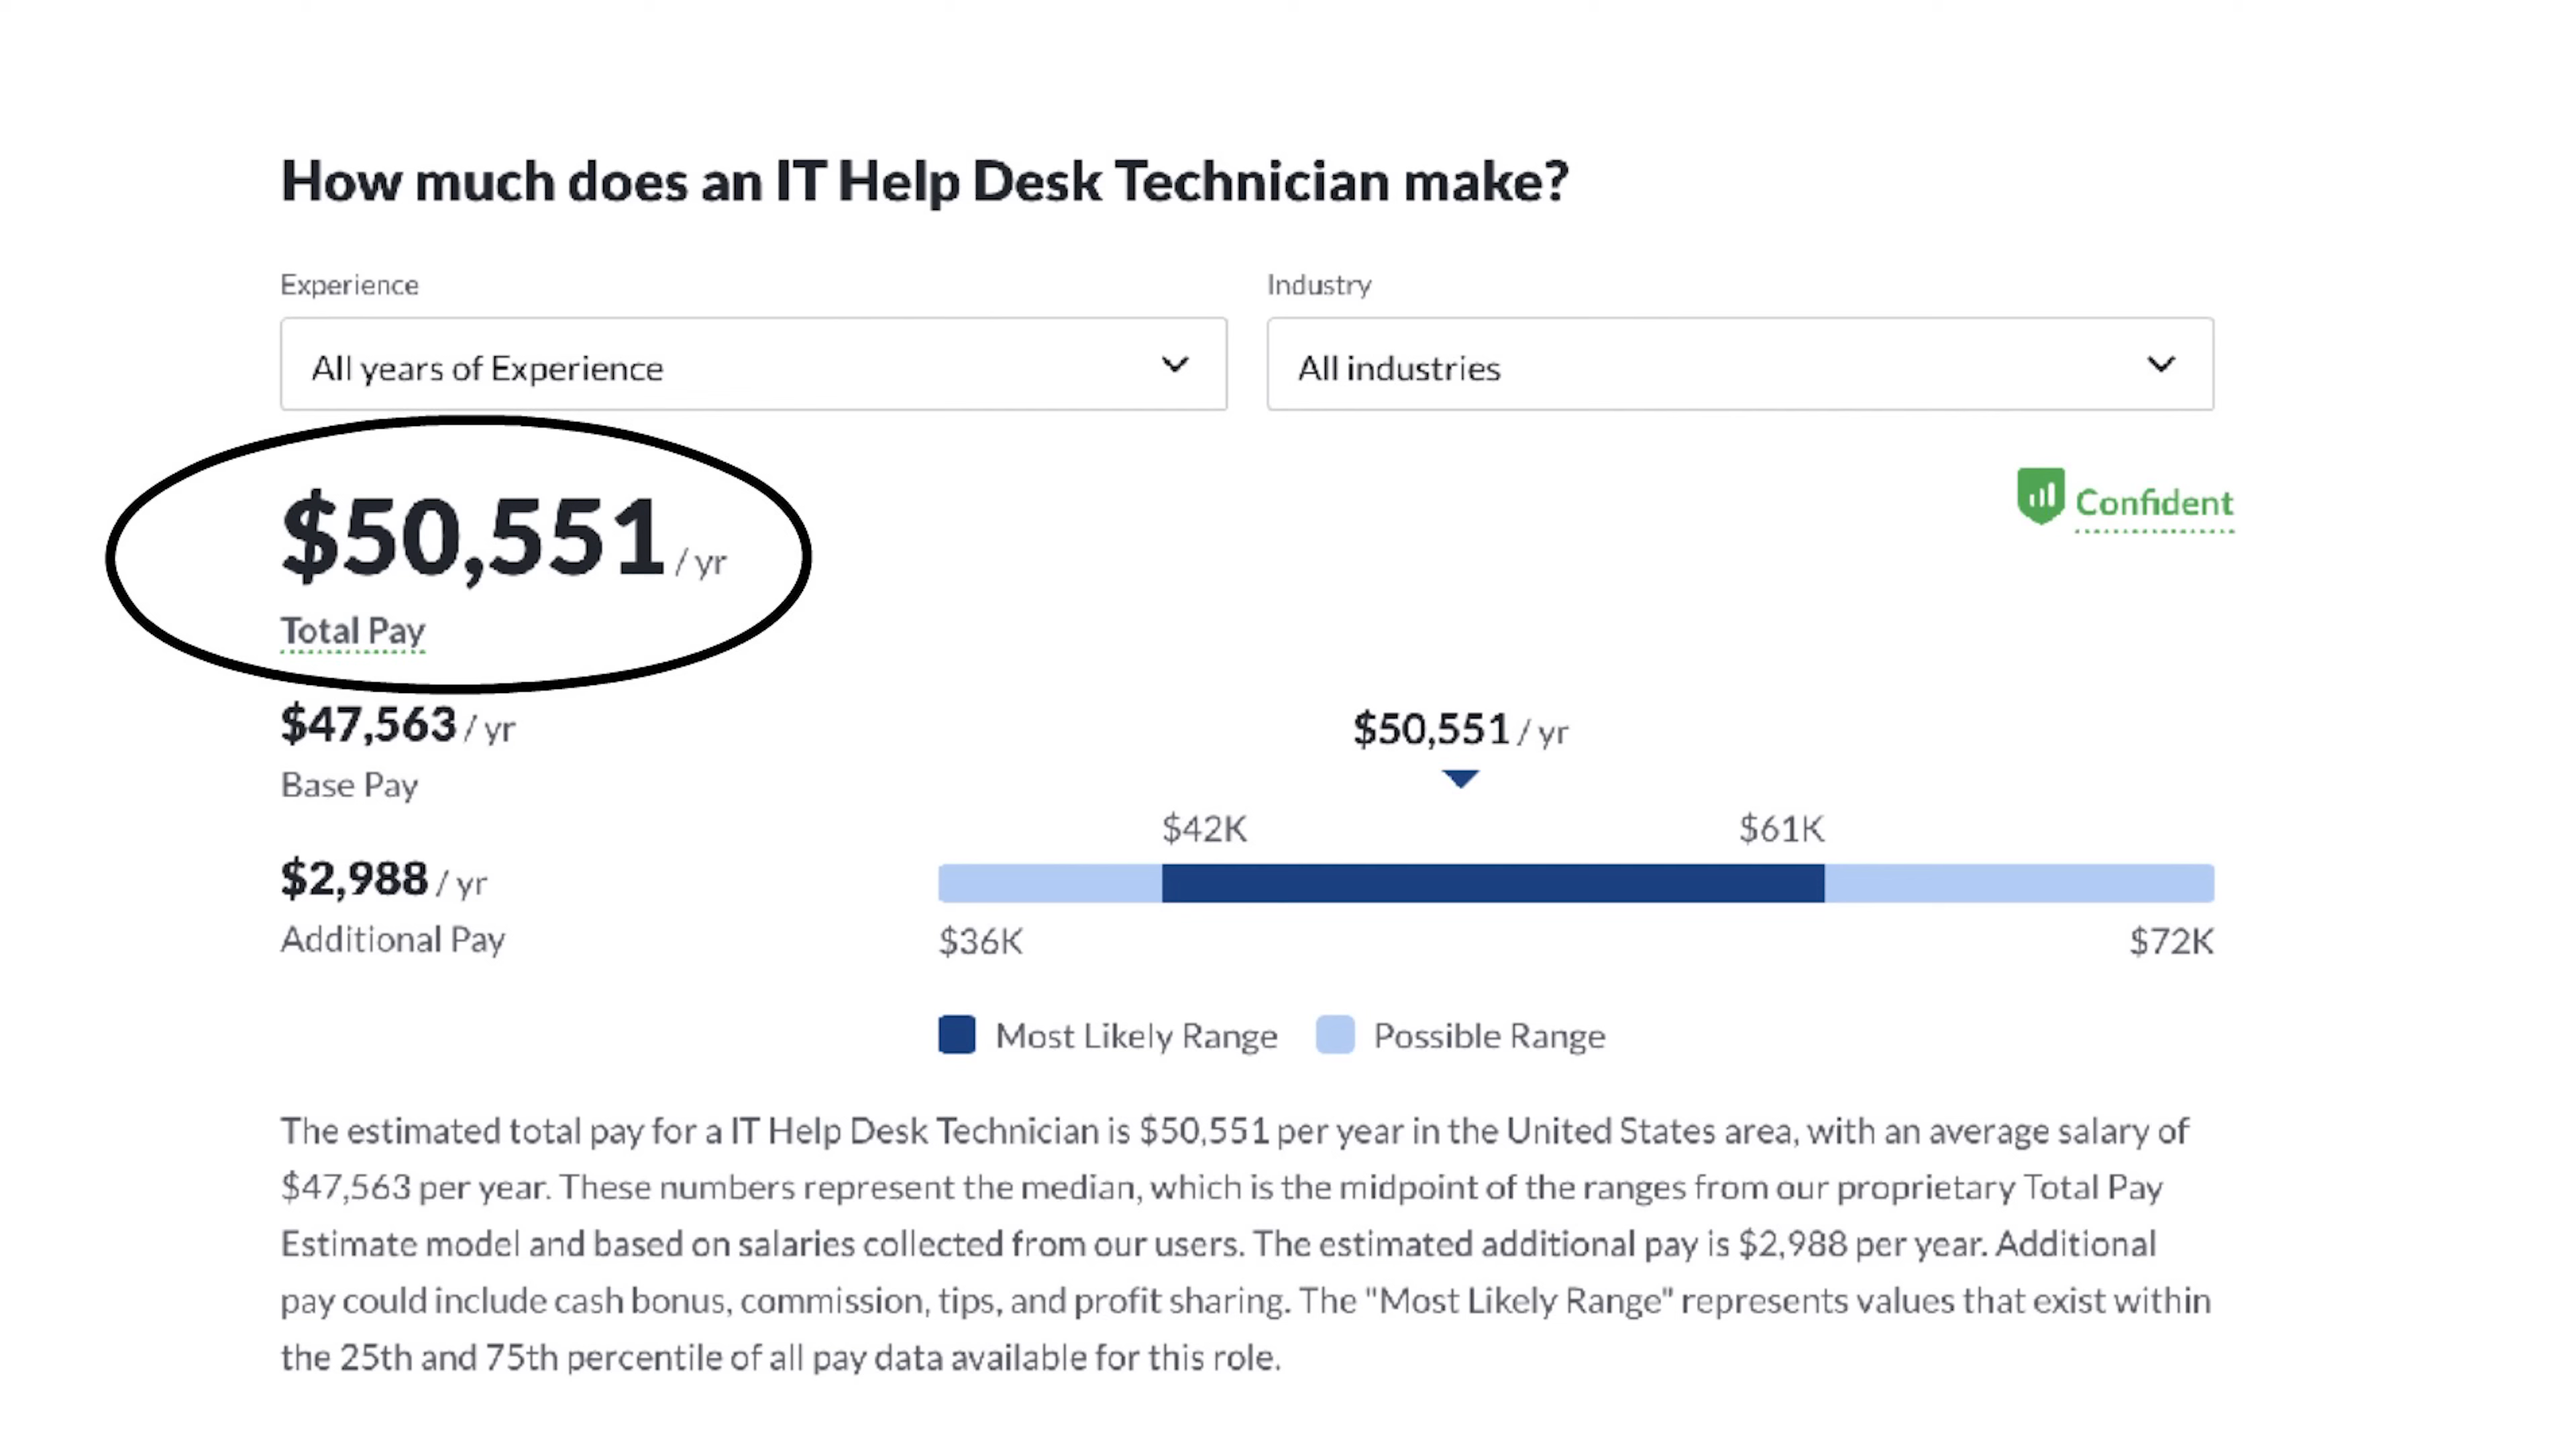 How much does an IT Help Desk Technician make?
Experience
Industry
All years of Experience
All industries
$50,551 / yr
Confident
Total Pay
$47,563 / yr
Base Pay
$2,988 / yr
Additional Pay
$50,551 / yr
$42K
$61K
$36K
$72K
Most Likely Range
Possible Range
The estimated total pay for a IT Help Desk Technician is $50,551 per year in the United States area, with an average salary of
$47,563 per year. These numbers represent the median, which is the midpoint of the ranges from our proprietary Total Pay
Estimate model and based on salaries collected from our users. The estimated additional pay is $2,988 per year. Additional
pay could include cash bonus, commission, tips, and profit sharing. The "Most Likely Range" represents values that exist within
the 25th and 75th percentile of all pay data available for this role.